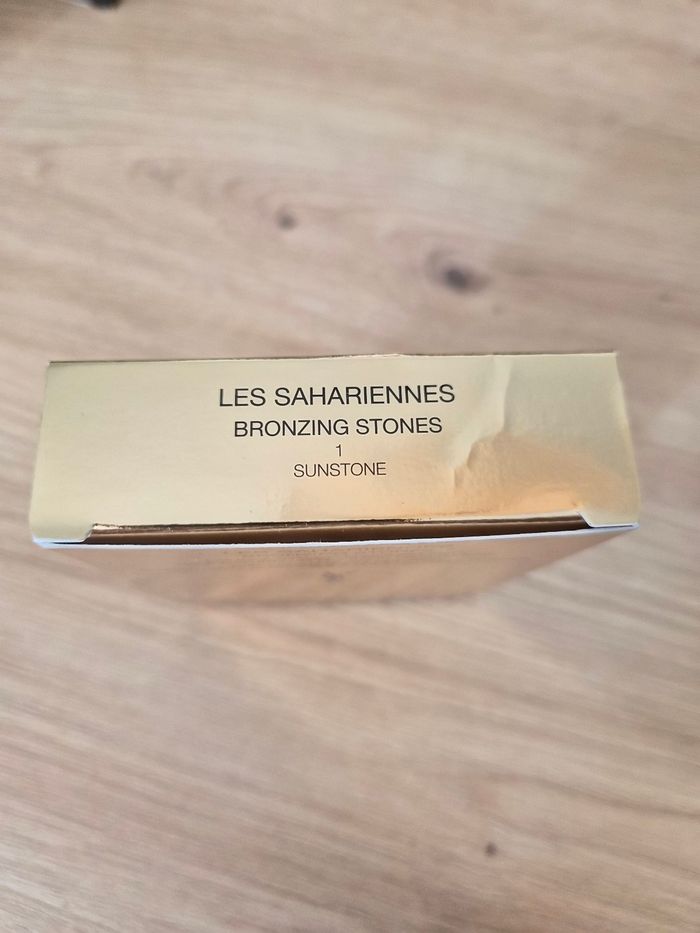 LES SAHARIENNES
BRONZING STONES
1
SUNSTONE